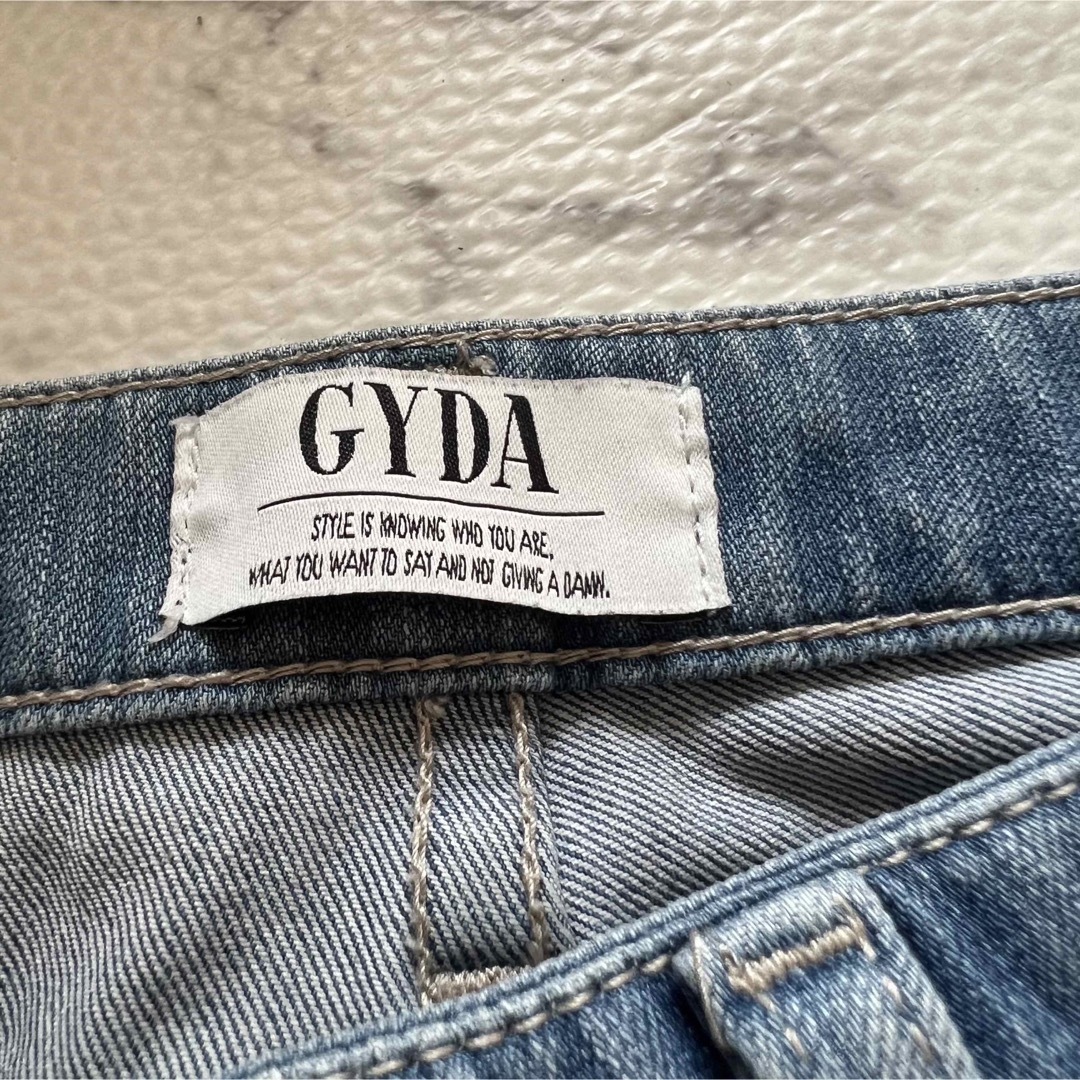 GYDA
STYLE IS KNOWING WHO YOU ARE,
WHAT YOU WANT TO SAY AND NOT GIVING A DAMN.